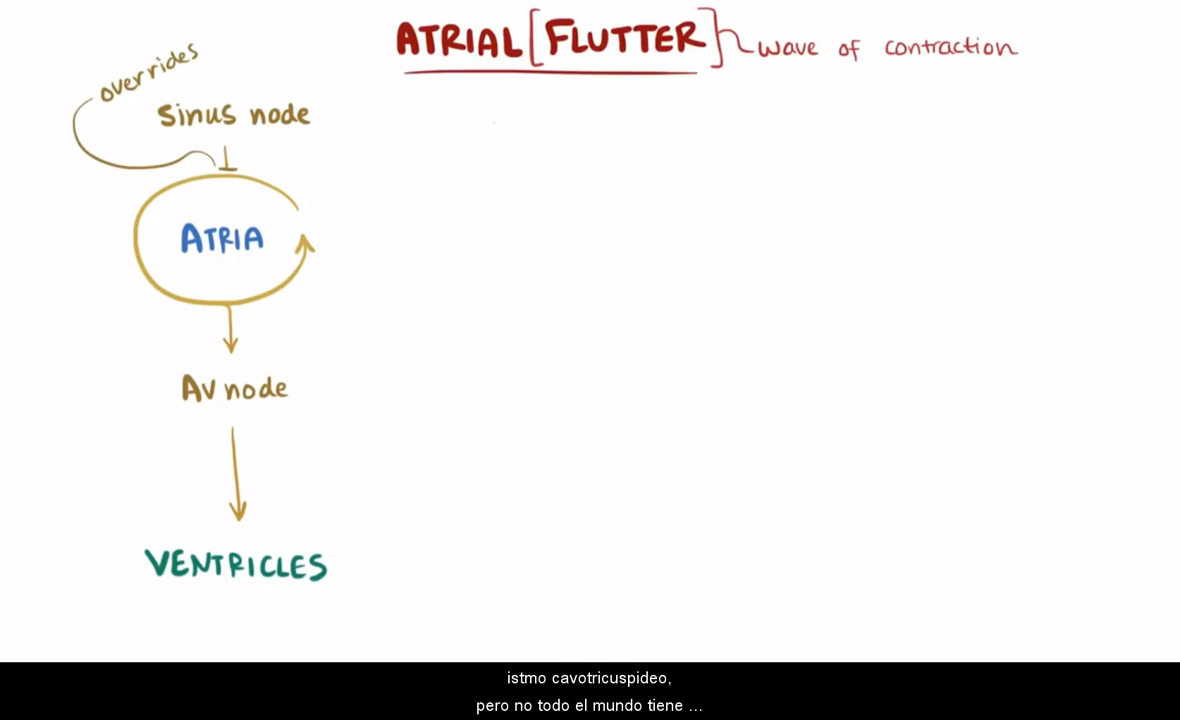 ATRIAL [FLUTTER] wave of contraction
overrides
Sinus node
ATRIA
AV node
VENTRICLES
istmo cavotricuspideo,
pero no todo el mundo tiene ...